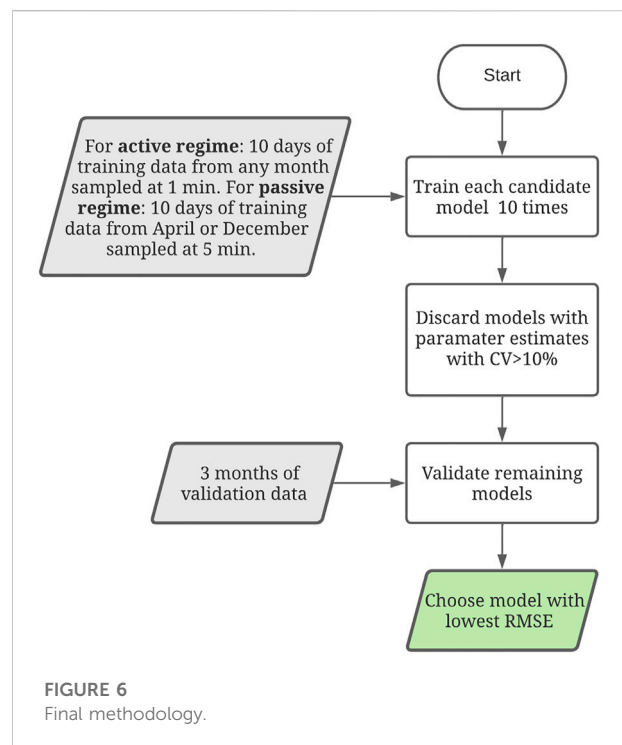 Start
For active regime: 10 days of
training data from any month
sampled at 1 min. For passive
regime: 10 days of training
data from April or December
sampled at 5 min.
Train each candidate
model 10 times
Discard models with
paramater estimates
with CV>10%
3 months of
validation data
Validate remaining
models
Choose model with
lowest RMSE
FIGURE 6
Final methodology.